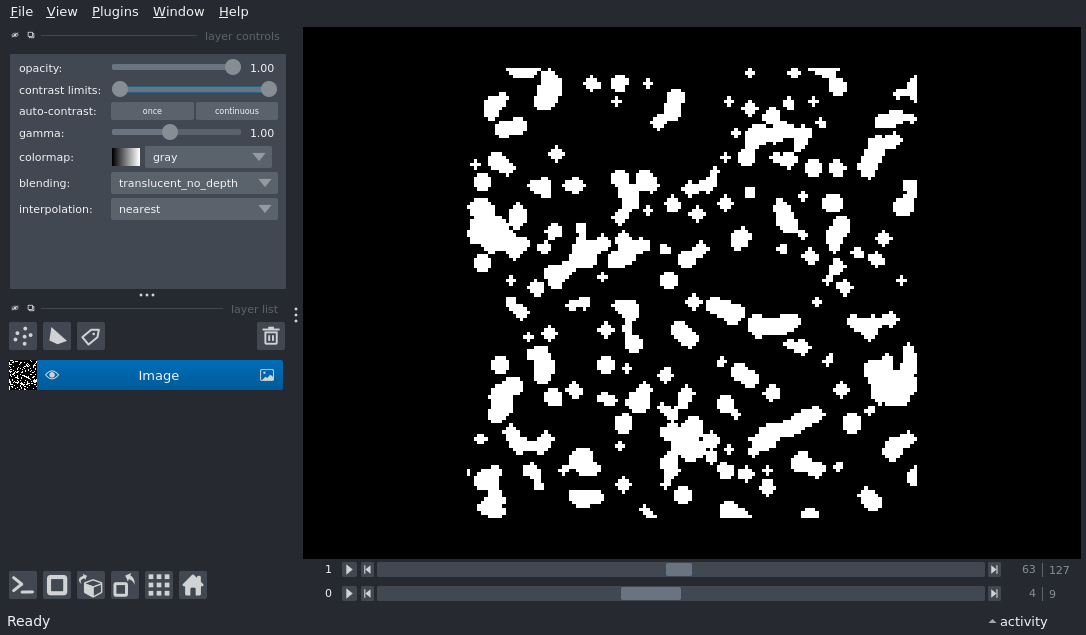 File View Plugins Window Help
layer controls
opacity: 1.00
contrast limits:
auto-contrast: once continuous
gamma: 1.00
colormap: gray
blending: translucent_no_depth
interpolation: nearest
layer list
Image
1 63 127
0 4 9
Ready activity